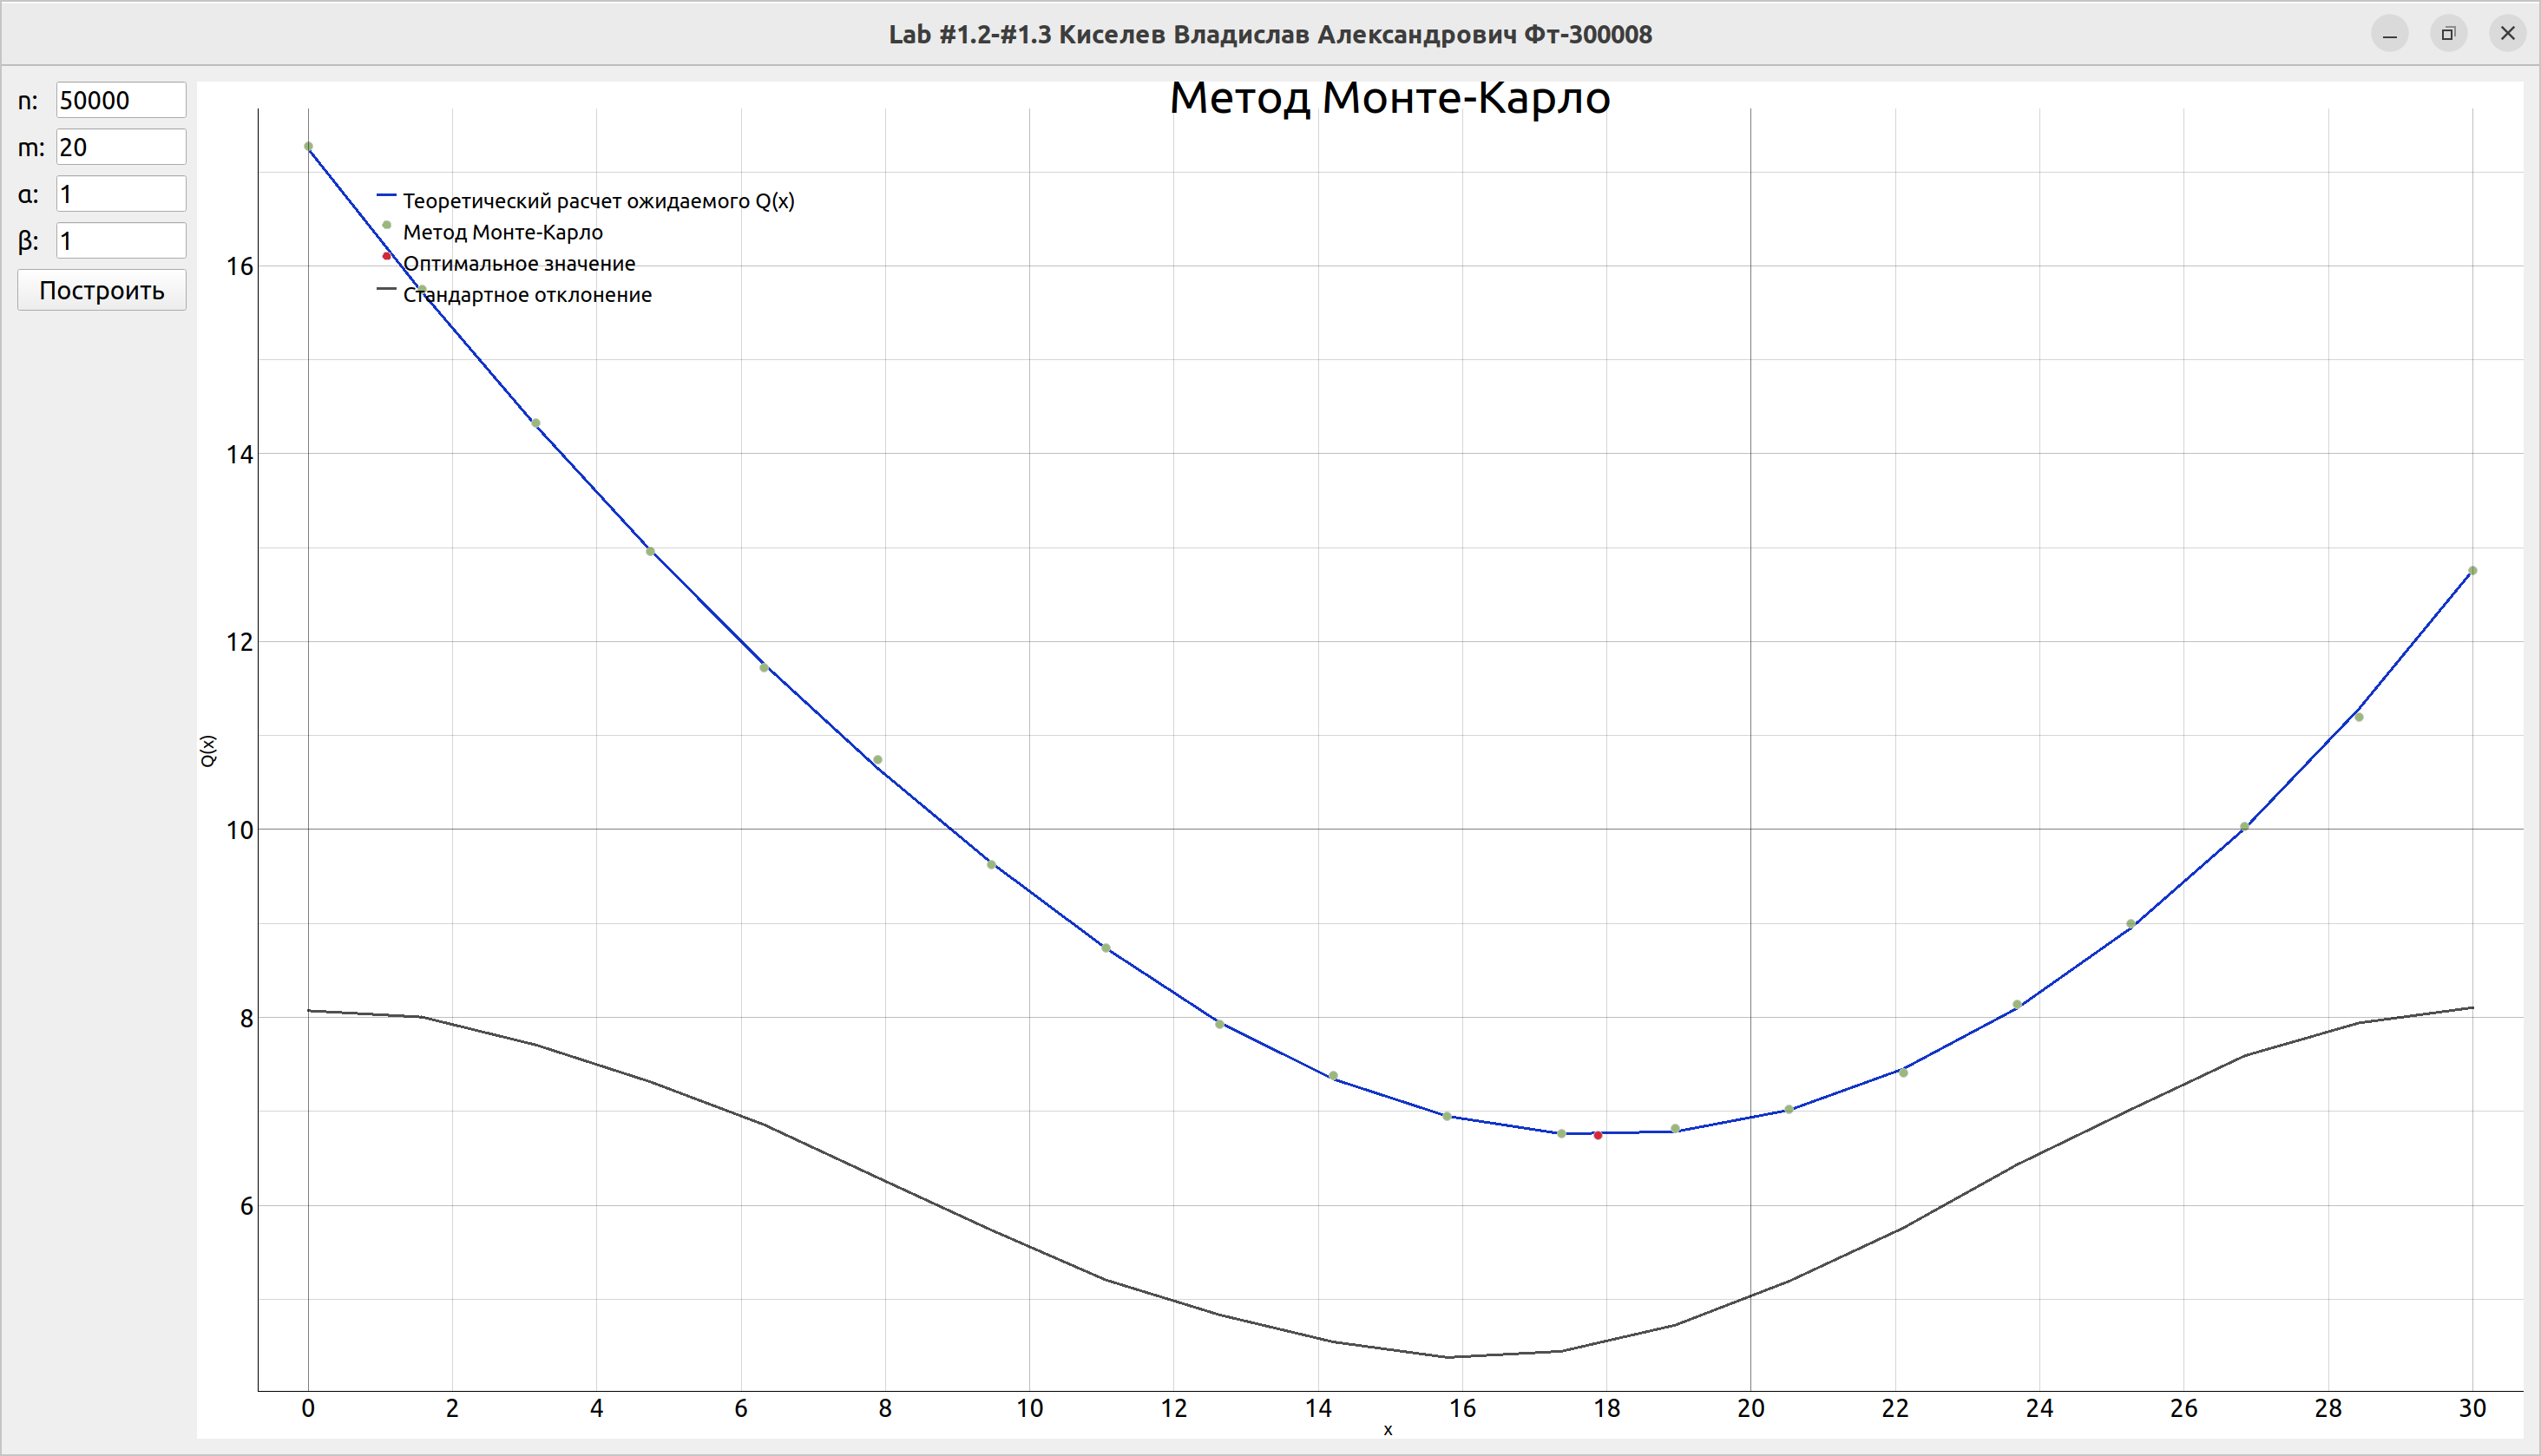 Lab #1.2-#1.3 Киселев Владислав Александрович Фт-300008
n: 50000
m: 20
α: 1
β: 1
Построить
Метод Монте-Карло
Теоретический расчет ожидаемого Q(x)
Метод Монте-Карло
Оптимальное значение
Стандартное отклонение
16
14
12
10
8
6
Q(x)
0 2 4 6 8 10 12 14 16 18 20 22 24 26 28 30
x